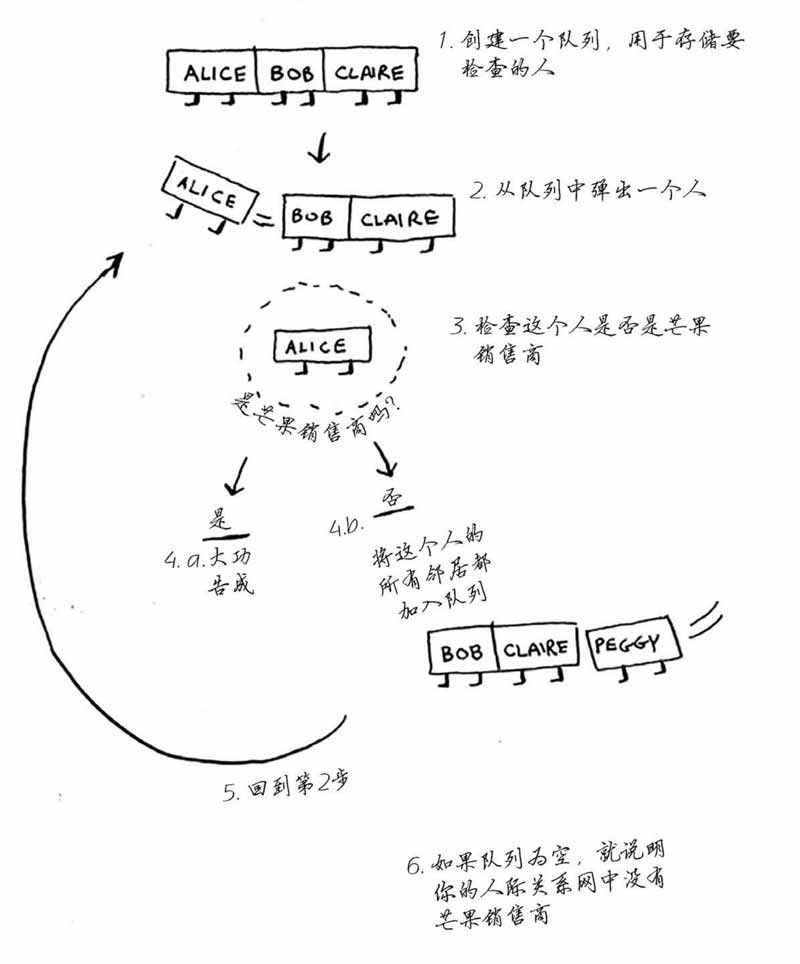 1. 创建一个队列，用于存储要
检查的人
ALICE BOB CLAIRE
ALICE BOB CLAIRE
2. 从队列中弹出一个人
3. 检查这个人是否是芒果
销售商
ALICE
是芒果销售商吗?
是
4.a.大功
告成
否
4.b.
将这个人的
所有邻居都
加入队列
BOB CLAIRE PEGGY
5. 回到第2步
6. 如果队列为空，就说明
你的人际关系网中没有
芒果销售商